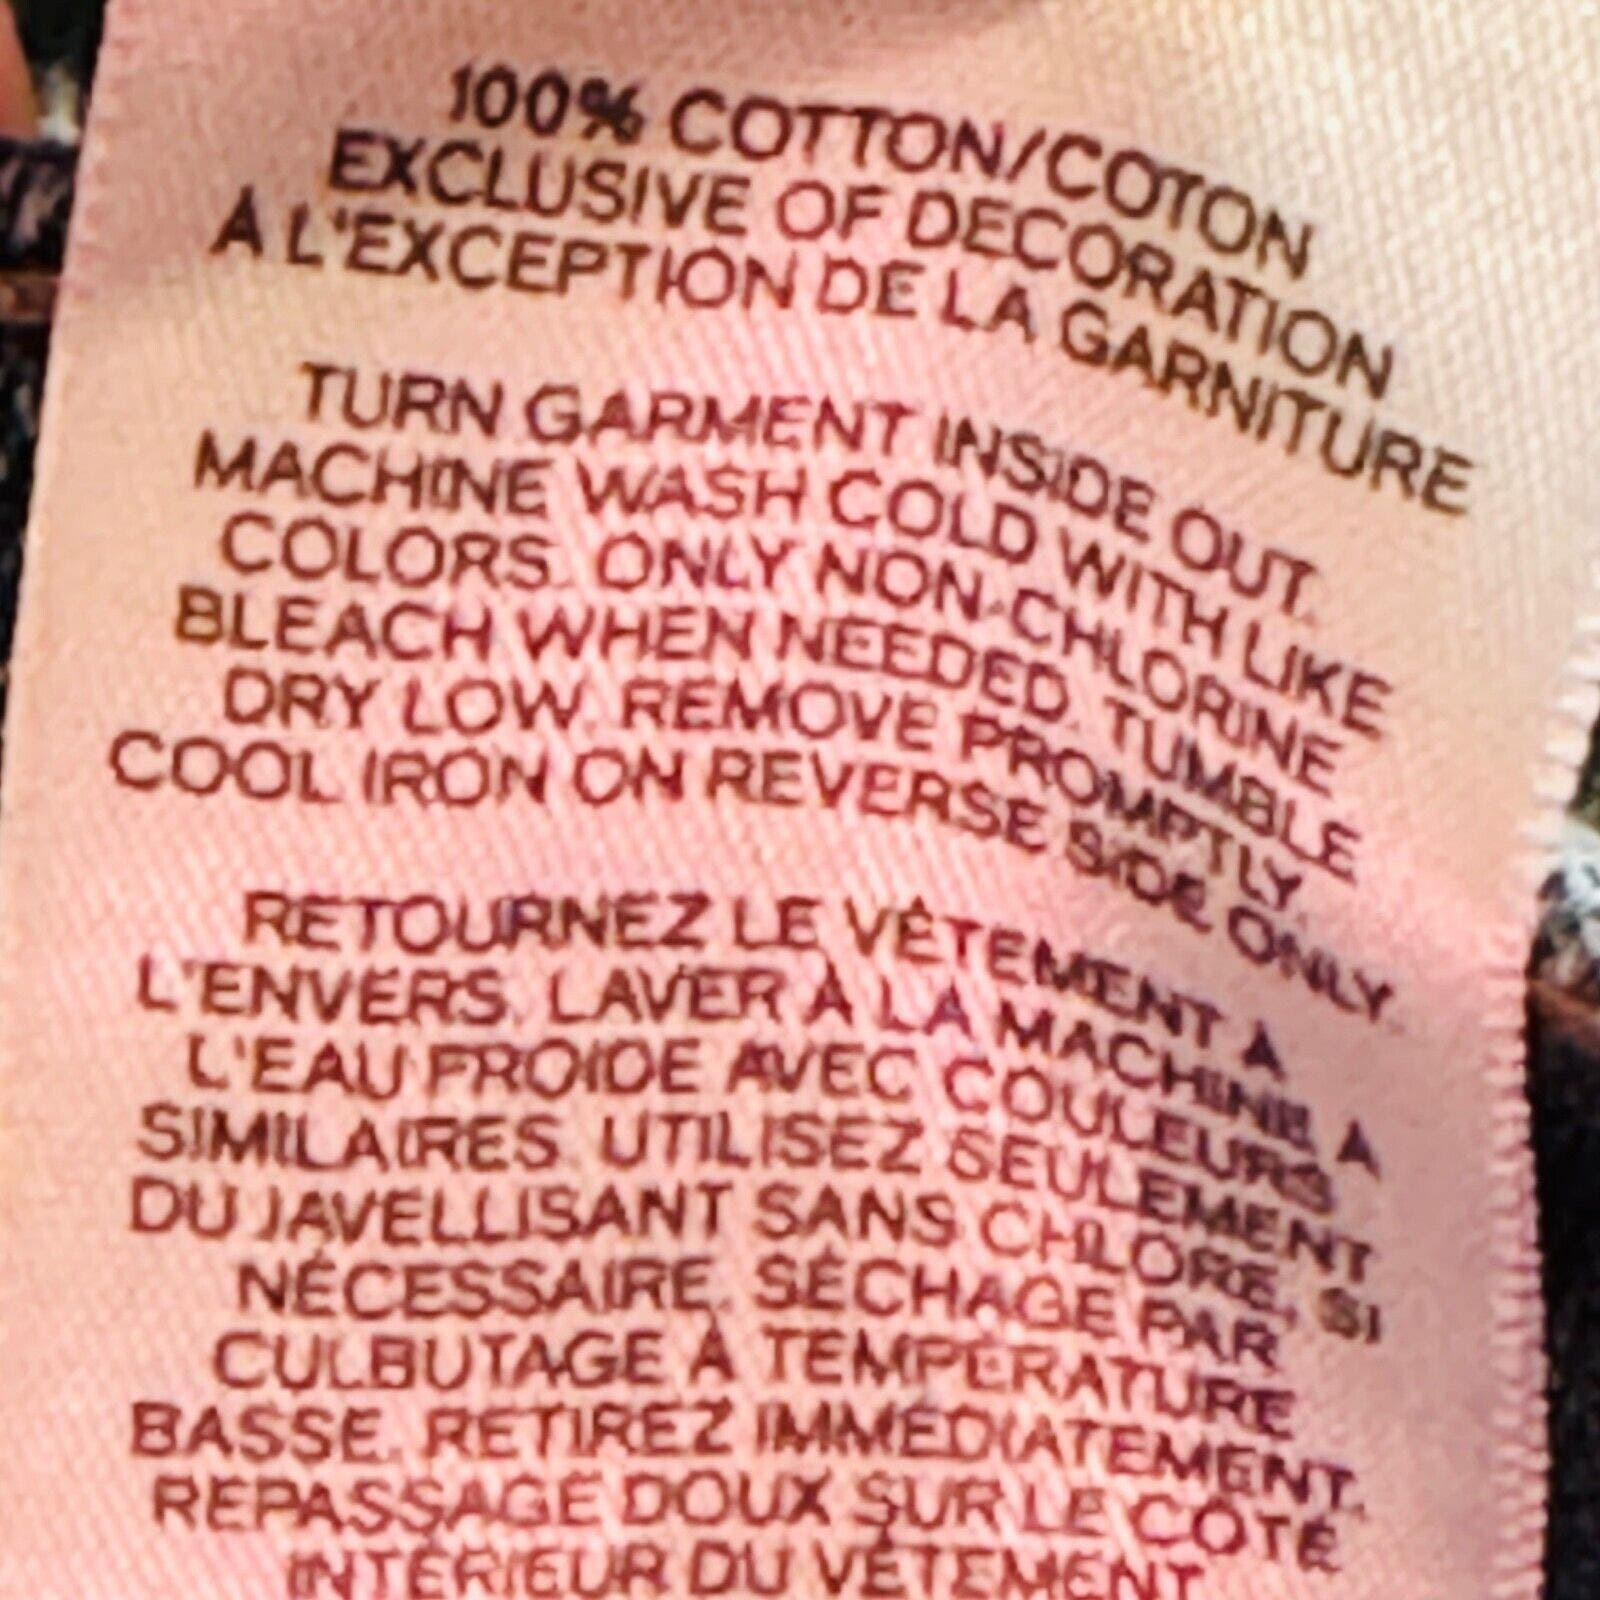 100% COTTON/COTON
EXCLUSIVE OF DECORATION
A L'EXCEPTION DE LA GARNITURE
TURN GARMENT INSIDE OUT.
MACHINE WASH COLD WITH LIKE
COLORS. ONLY NON-CHLORINE
BLEACH WHEN NEEDED. TUMBLE
DRY LOW. REMOVE PROMPTLY.
COOL IRON ON REVERSE SIDE ONLY.
RETOURNEZ LE VÊTEMENT À
L'ENVERS. LAVER À LA MACHINE À
L'EAU FROIDE AVEC COULEURS
SIMILAIRES. UTILISEZ SEULEMENT
DU JAVELLISANT SANS CHLORE, SI
NÉCESSAIRE. SÉCHAGE PAR
CULBUTAGE À TEMPÉRATURE
BASSE. RETIREZ IMMÉDIATEMENT.
REPASSAGE DOUX SUR LE CÔTÉ
INTÉRIEUR DU VÊTEMENT